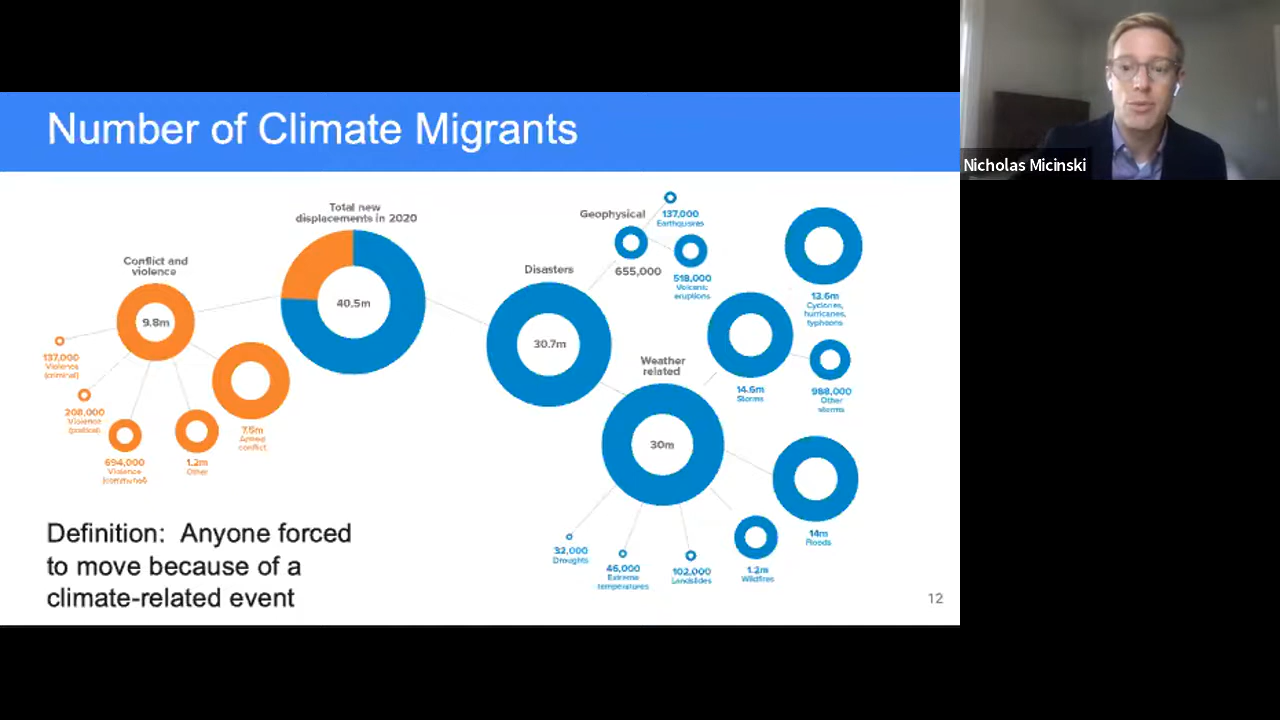 Number of Climate Migrants
Nicholas Micinski
Total new
displacements in 2020
40.5m
Conflict and
violence
9.8m
137,000
Violence
(criminal)
208,000
Violence
(political)
694,000
Violence
(communal)
1.2m
Other
7.5m
Armed
conflict
Disasters
30.7m
Geophysical
655,000
137,000
Earthquakes
518,000
Volcanic
eruptions
Weather
related
30m
14.6m
Storms
13.6m
Cyclones,
hurricanes,
typhoons
988,000
Other
storms
14m
Floods
1.2m
Wildfires
102,000
Landslides
46,000
Extreme
temperatures
32,000
Droughts
Definition: Anyone forced
to move because of a
climate-related event
12